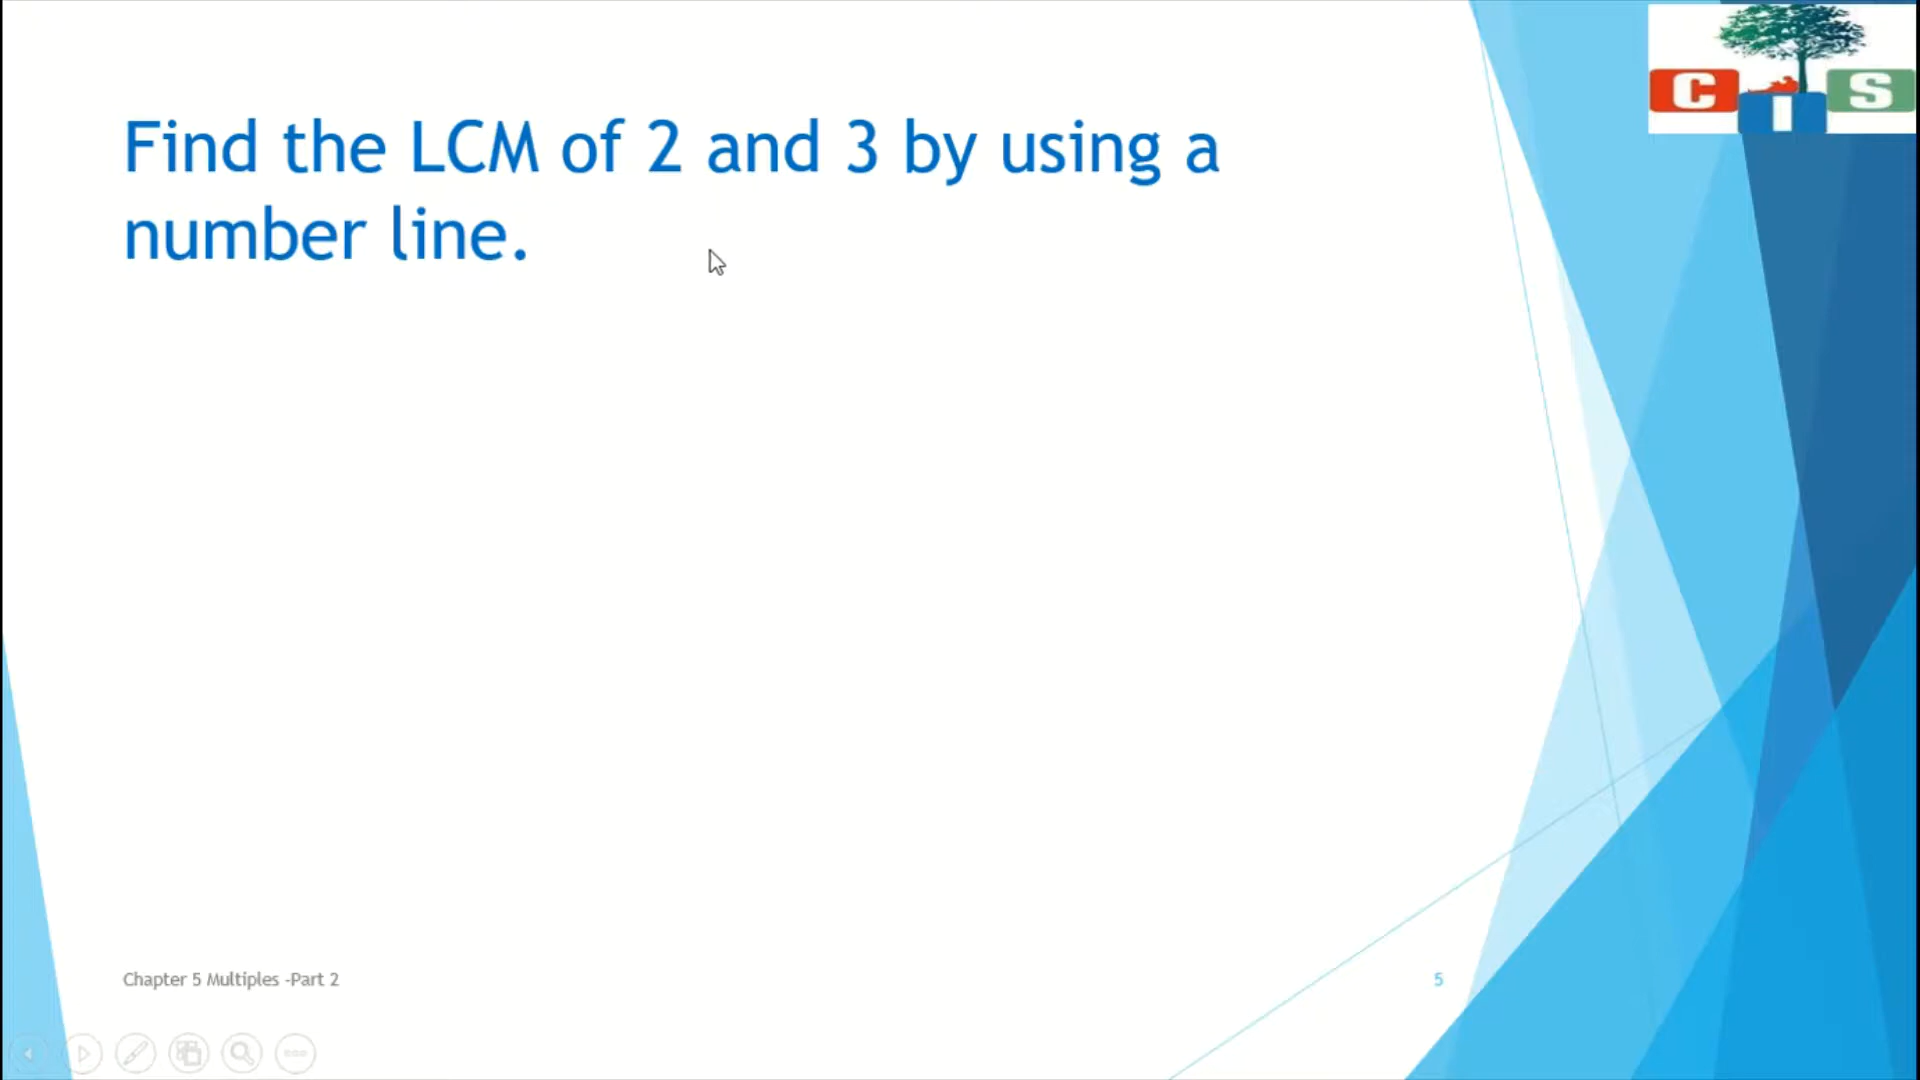 C I S
Find the LCM of 2 and 3 by using a
number line.
Chapter 5 Multiples -Part 2
5